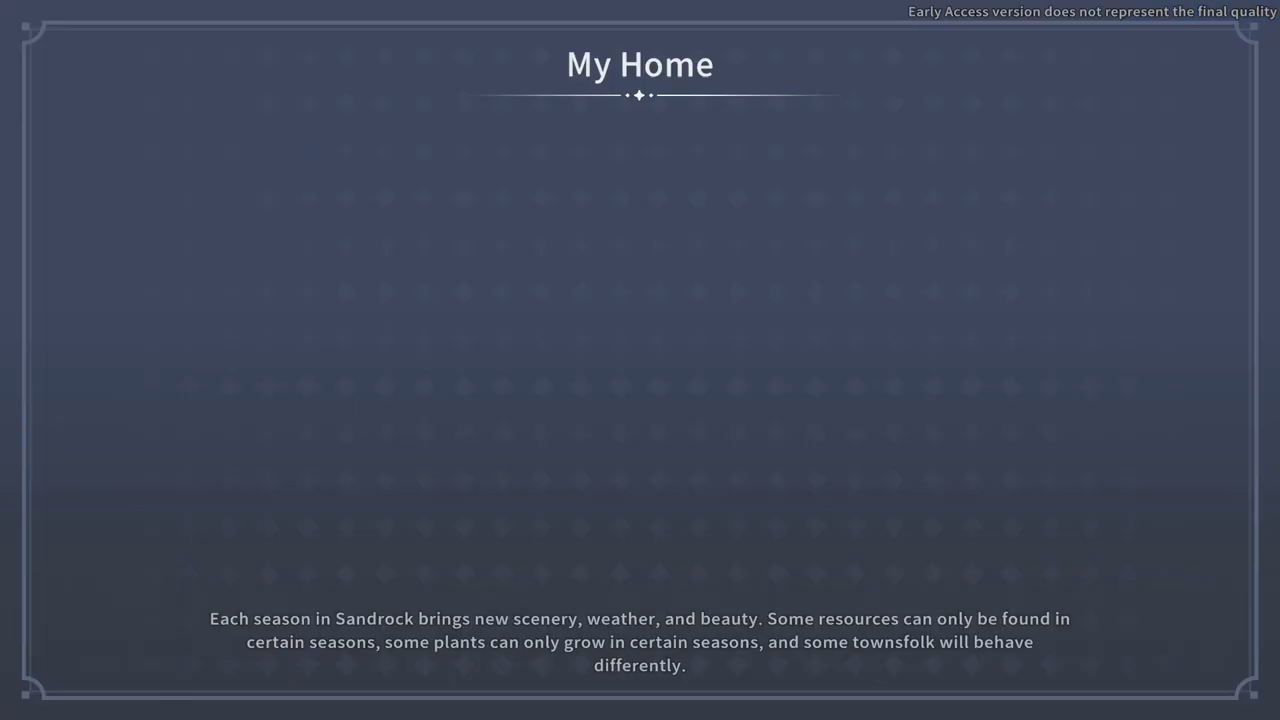 Early Access version does not represent the final quality
My Home
Each season in Sandrock brings new scenery, weather, and beauty. Some resources can only be found in
certain seasons, some plants can only grow in certain seasons, and some townsfolk will behave
differently.